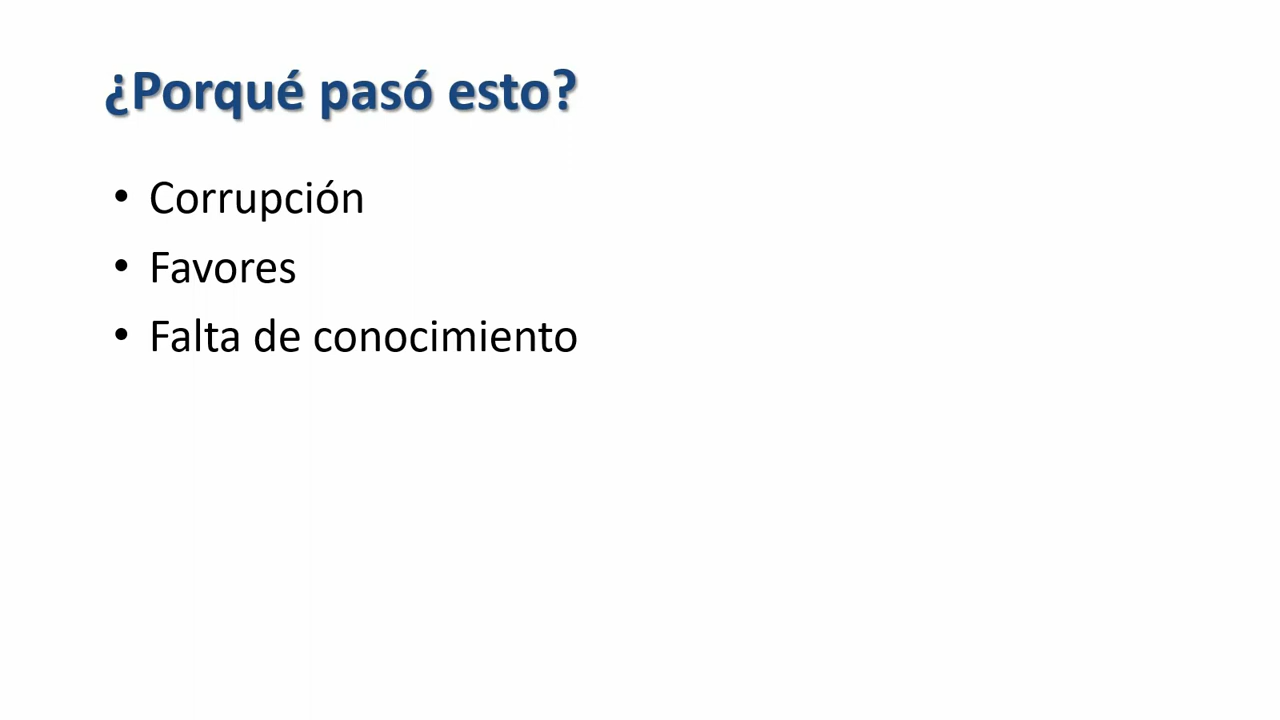 ¿Porqué pasó esto?
• Corrupción
• Favores
• Falta de conocimiento